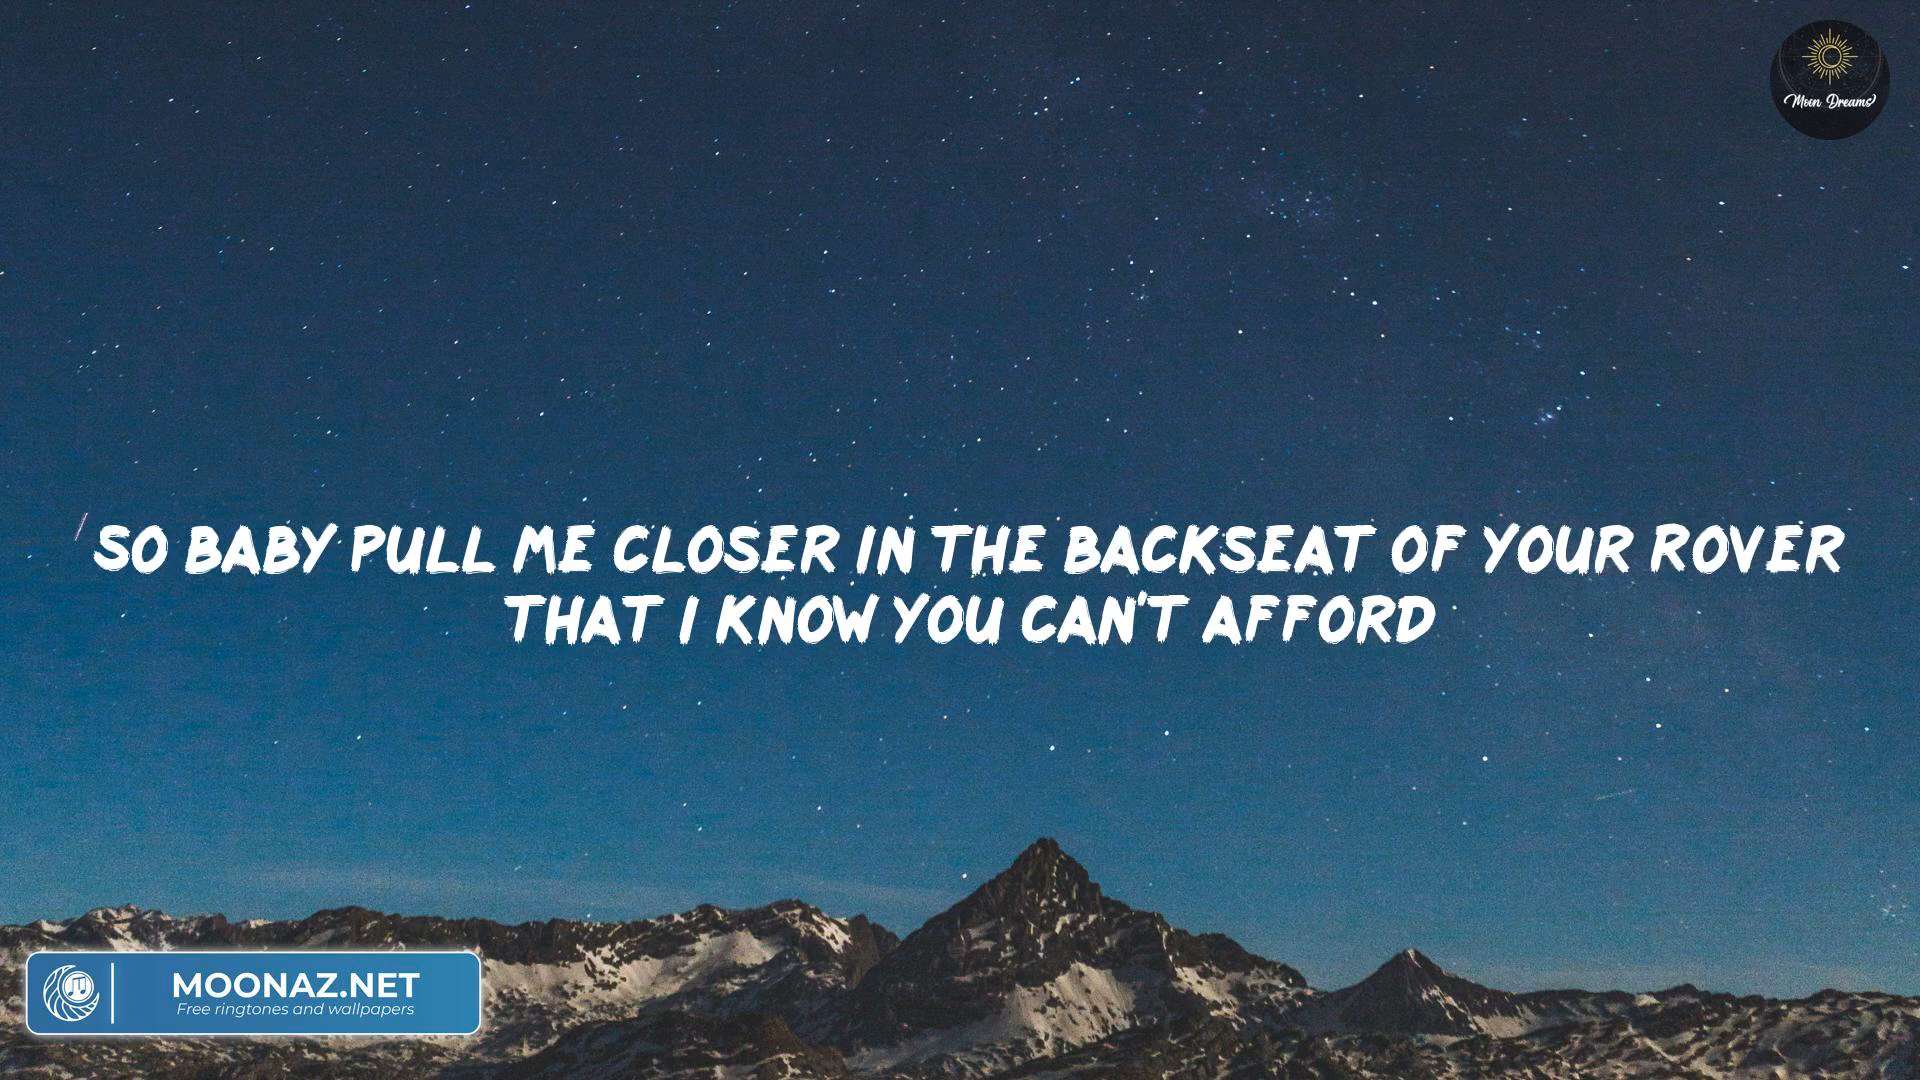 Moon Dreams
SO BABY PULL ME CLOSER IN THE BACKSEAT OF YOUR ROVER
THAT I KNOW YOU CAN'T AFFORD
MOONAZ.NET
Free ringtones and wallpapers